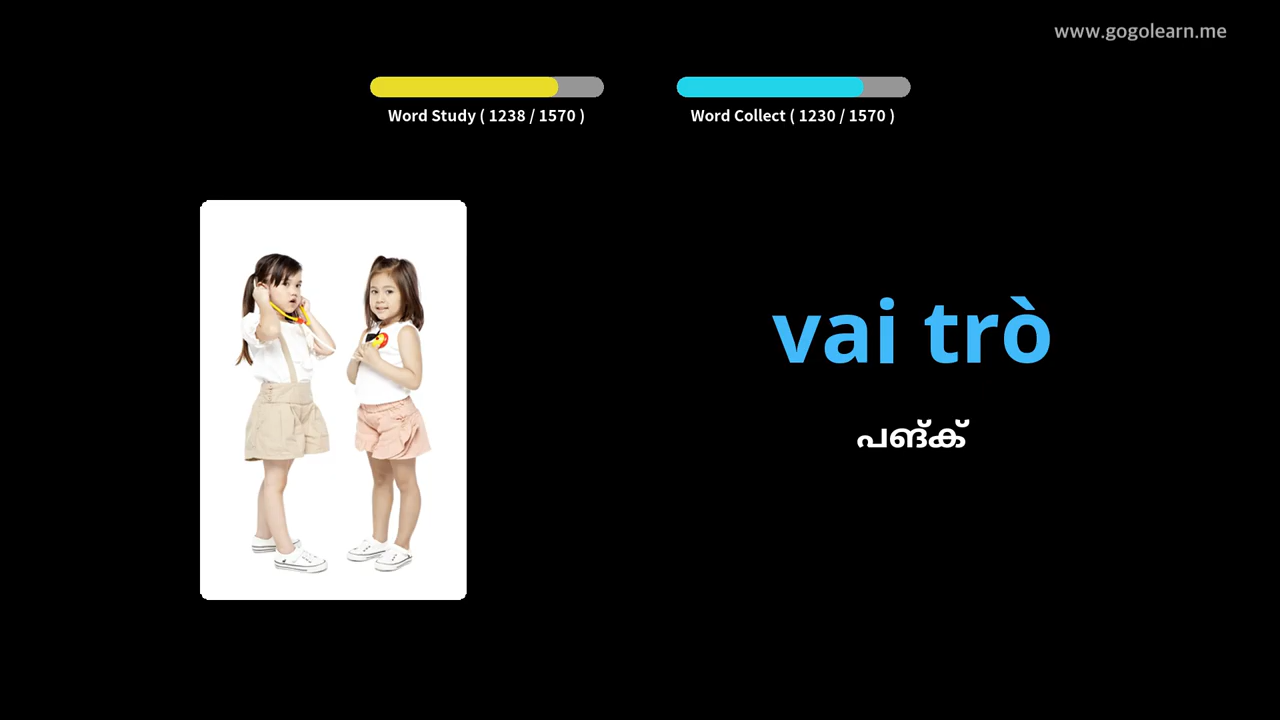 www.gogolearn.me
Word Study ( 1238 / 1570 )
Word Collect ( 1230 / 1570 )
vai trò
പങ്ക്